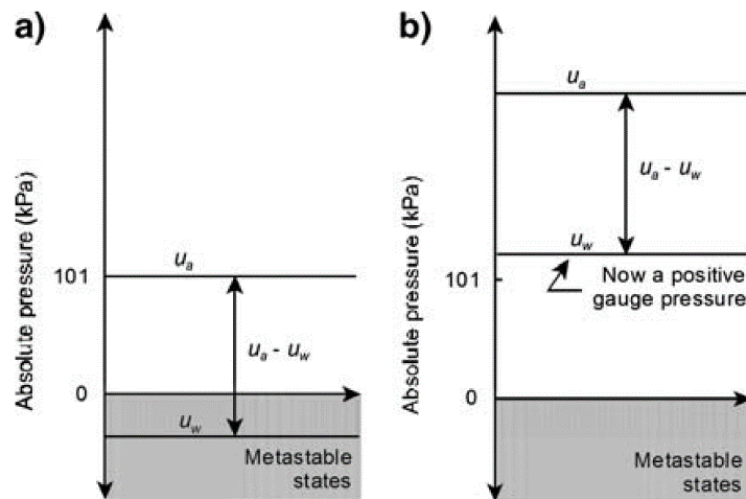 a)
Absolute pressure (kPa)
u_a
101
u_a - u_w
0
u_w
Metastable
states
b)
Absolute pressure (kPa)
u_a
u_a - u_w
u_w
101
Now a positive
gauge pressure
0
Metastable
states